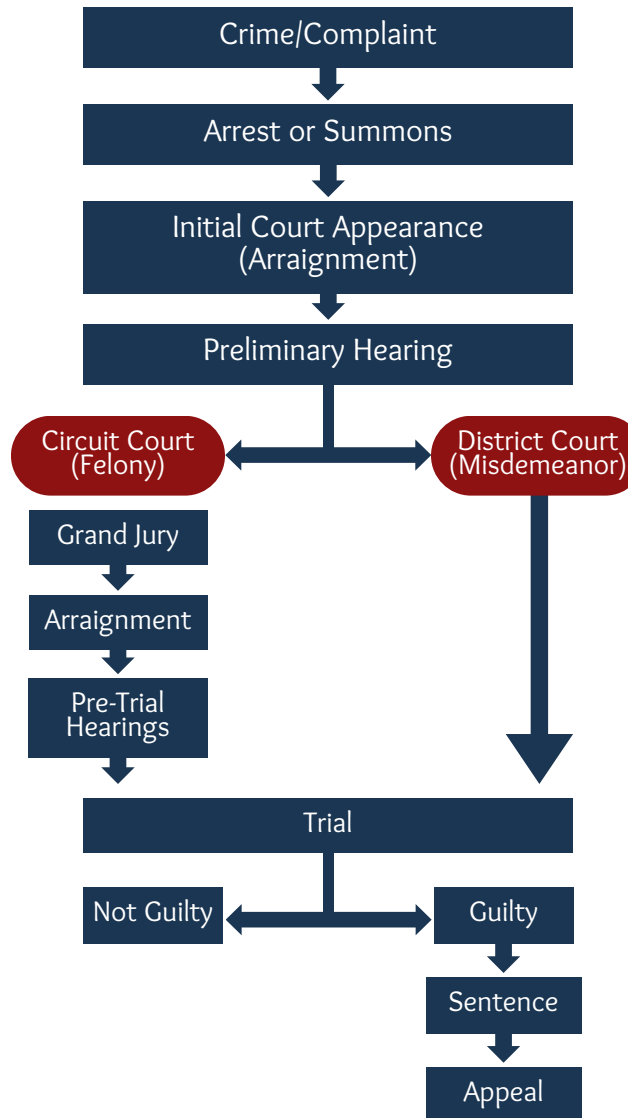 Crime/Complaint
Arrest or Summons
Initial Court Appearance
(Arraignment)
Preliminary Hearing
Circuit Court
(Felony)
District Court
(Misdemeanor)
Grand Jury
Arraignment
Pre-Trial
Hearings
Trial
Not Guilty
Guilty
Sentence
Appeal